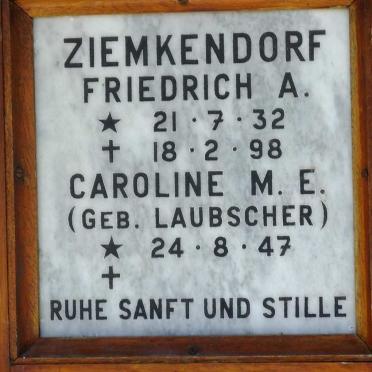 ZIEMKENDORF
FRIEDRICH A.
★ 21·7·32
✝ 18·2·98
CAROLINE M. E.
(GEB. LAUBSCHER)
★ 24·8·47
✝
RUHE SANFT UND STILLE